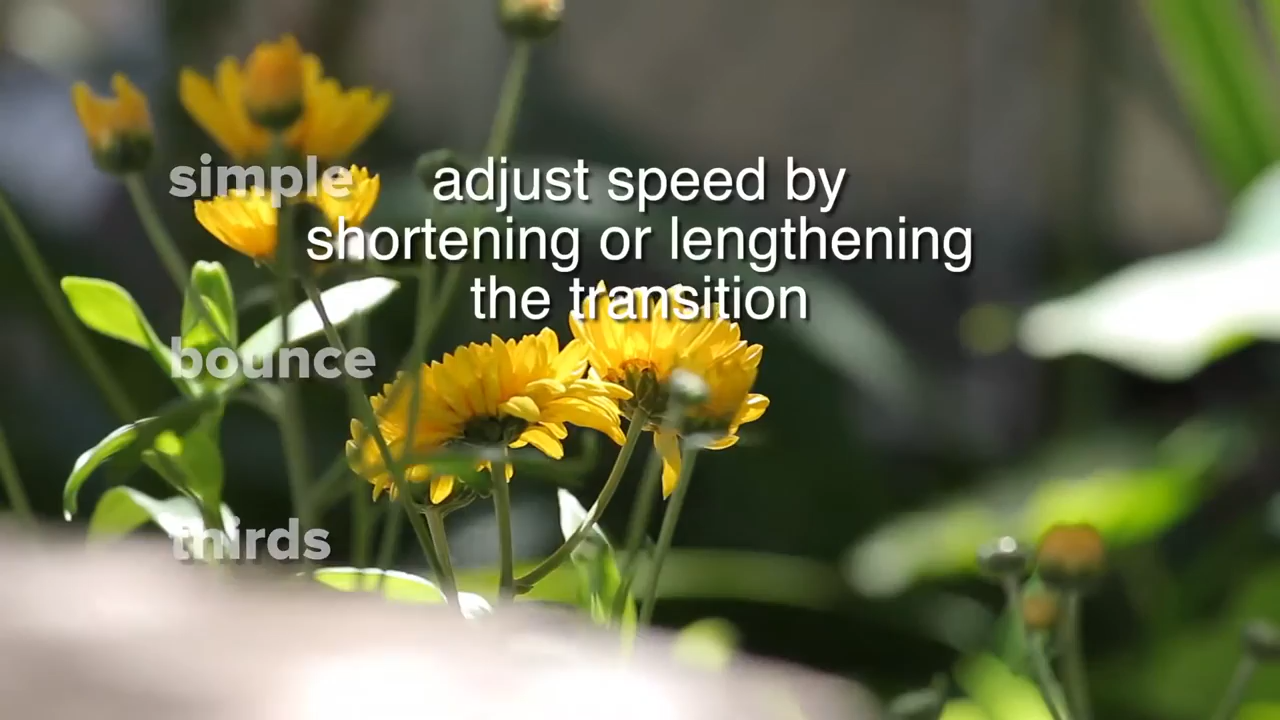 simple
adjust speed by
shortening or lengthening
the transition
bounce
thirds